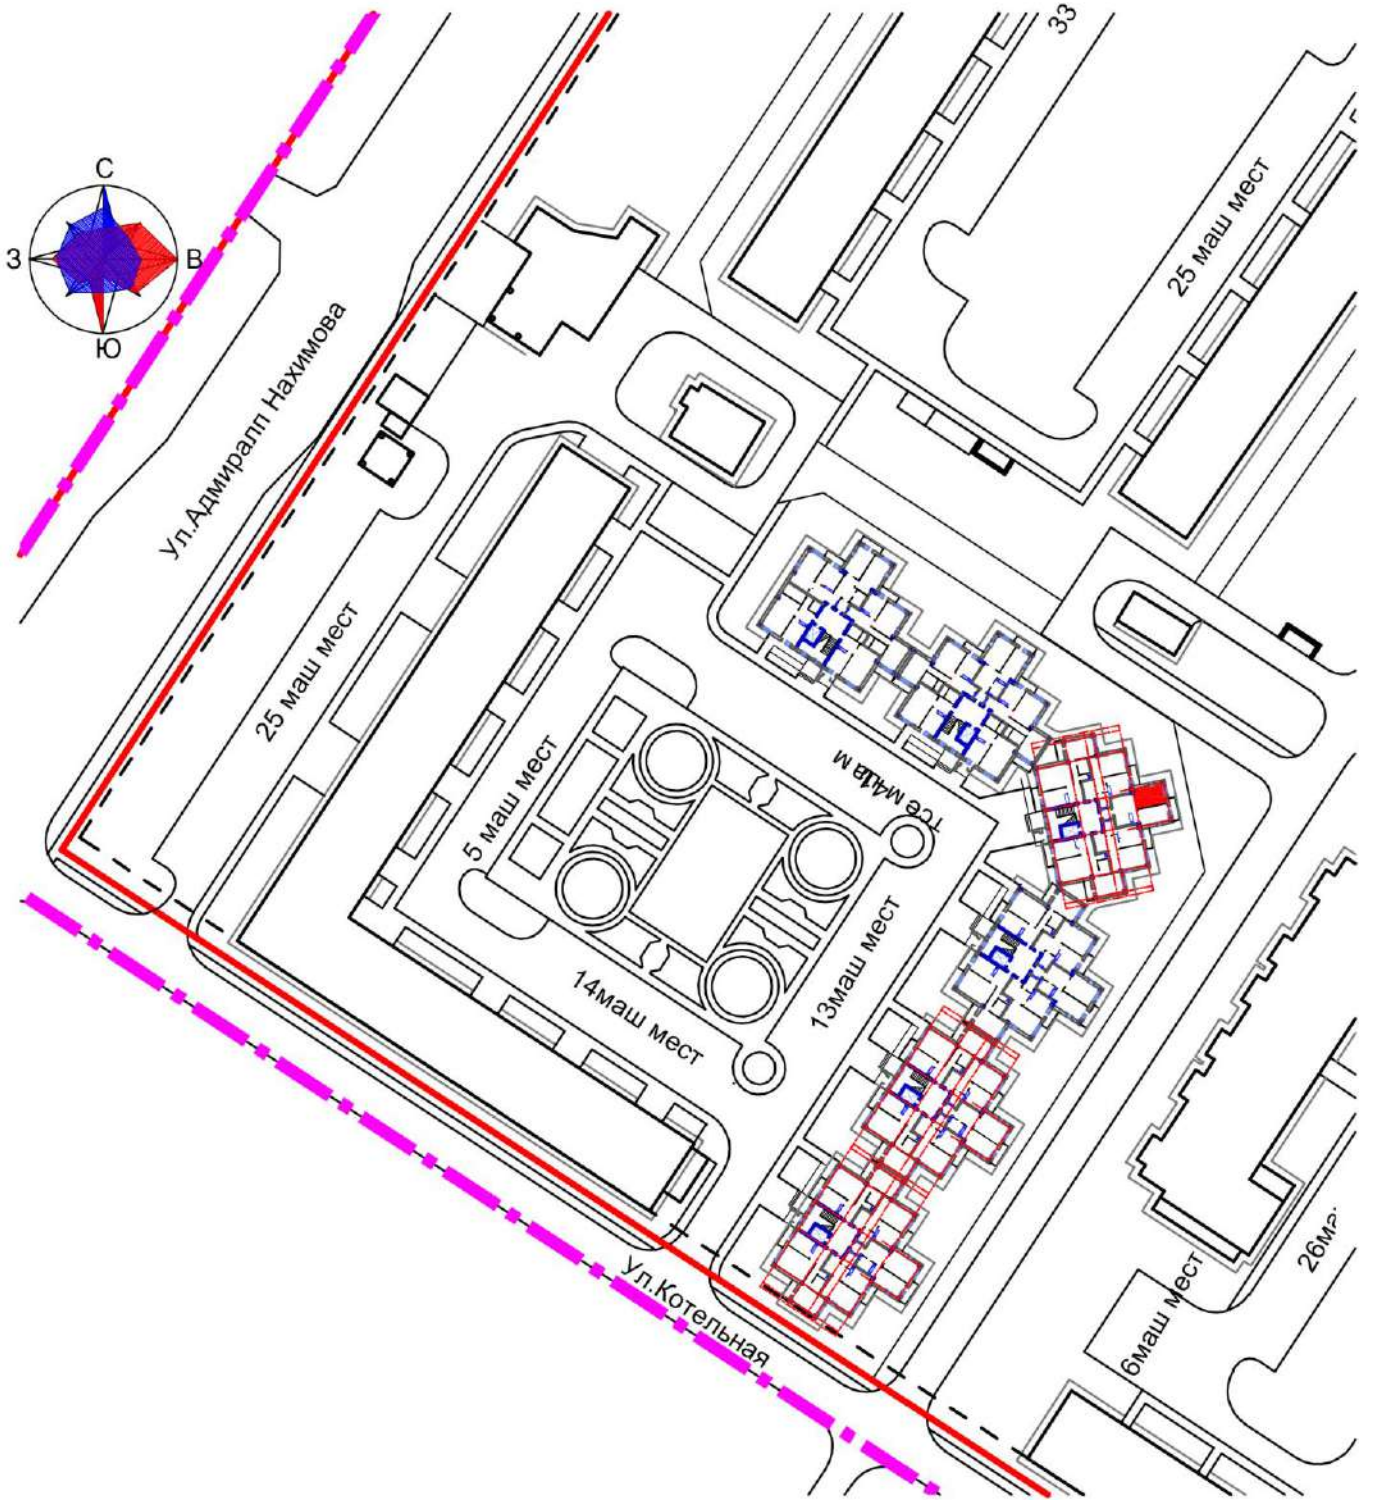 33
С
З
В
Ю
25 маш мест
Ул.Адмиралп Нахимова
25 маш мест
5 маш мест
13маш мест
14маш мест
Ул.Котельная
6маш мест